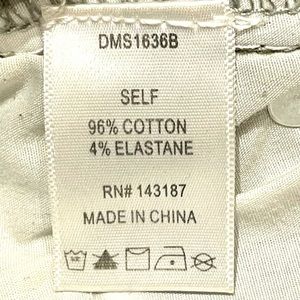 DMS1636B
SELF
96% COTTON
4% ELASTANE
RN# 143187
MADE IN CHINA